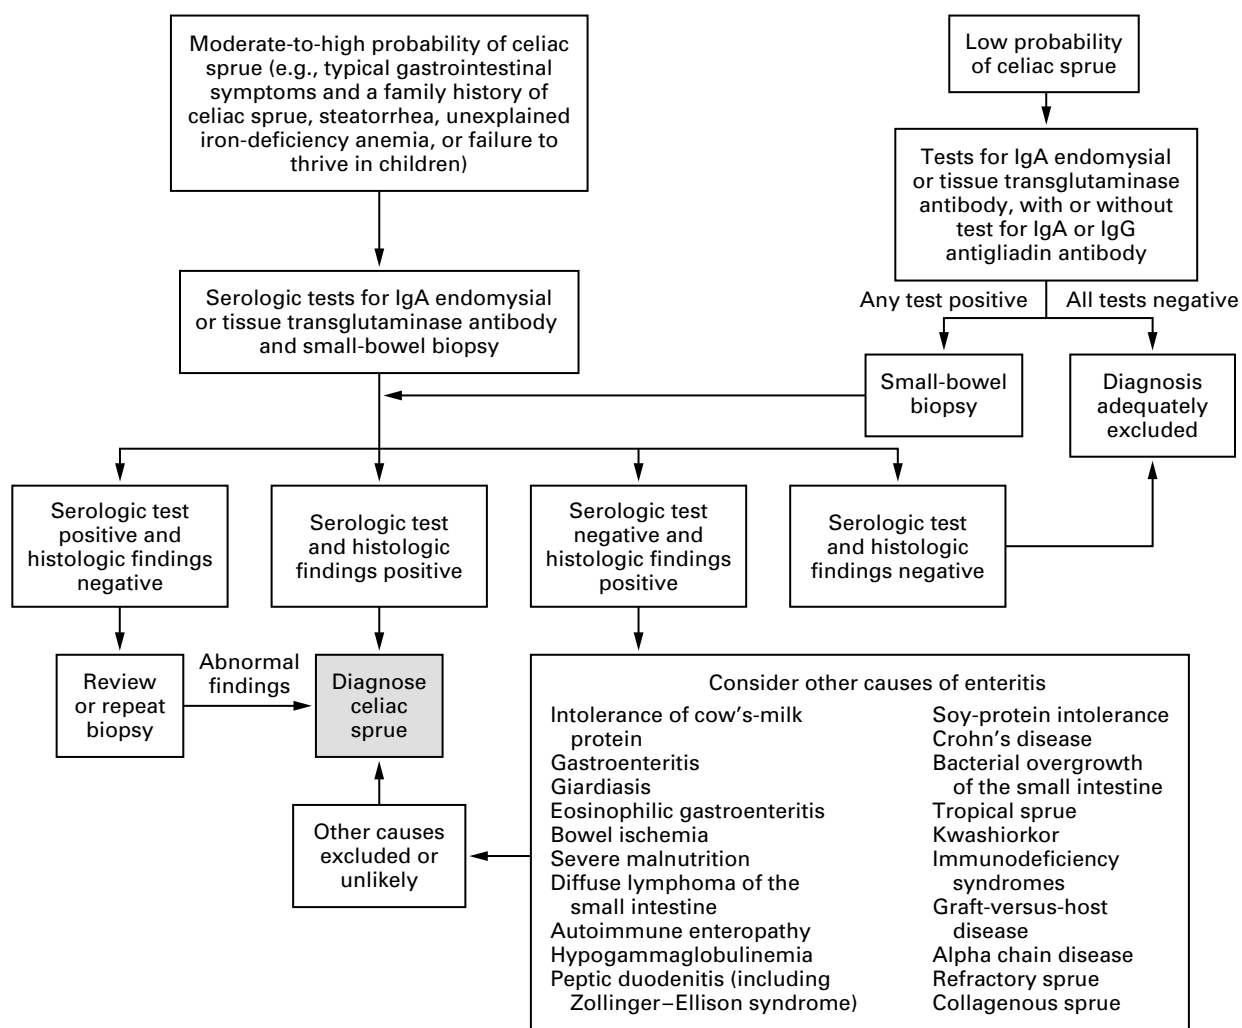 Moderate-to-high probability of celiac
sprue (e.g., typical gastrointestinal
symptoms and a family history of
celiac sprue, steatorrhea, unexplained
iron-deficiency anemia, or failure to
thrive in children)
Low probability
of celiac sprue
Tests for IgA endomysial
or tissue transglutaminase
antibody, with or without
test for IgA or IgG
antigliadin antibody
Serologic tests for IgA endomysial
or tissue transglutaminase antibody
and small-bowel biopsy
Any test positive
All tests negative
Small-bowel
biopsy
Diagnosis
adequately
excluded
Serologic test
positive and
histologic findings
negative
Serologic test
and histologic
findings positive
Serologic test
negative and
histologic findings
positive
Serologic test
and histologic
findings negative
Review
or repeat
biopsy
Abnormal
findings
Diagnose
celiac
sprue
Other causes
excluded or
unlikely
Consider other causes of enteritis
Intolerance of cow’s-milk
protein
Gastroenteritis
Giardiasis
Eosinophilic gastroenteritis
Bowel ischemia
Severe malnutrition
Diffuse lymphoma of the
small intestine
Autoimmune enteropathy
Hypogammaglobulinemia
Peptic duodenitis (including
Zollinger–Ellison syndrome)
Soy-protein intolerance
Crohn’s disease
Bacterial overgrowth
of the small intestine
Tropical sprue
Kwashiorkor
Immunodeficiency
syndromes
Graft-versus-host
disease
Alpha chain disease
Refractory sprue
Collagenous sprue